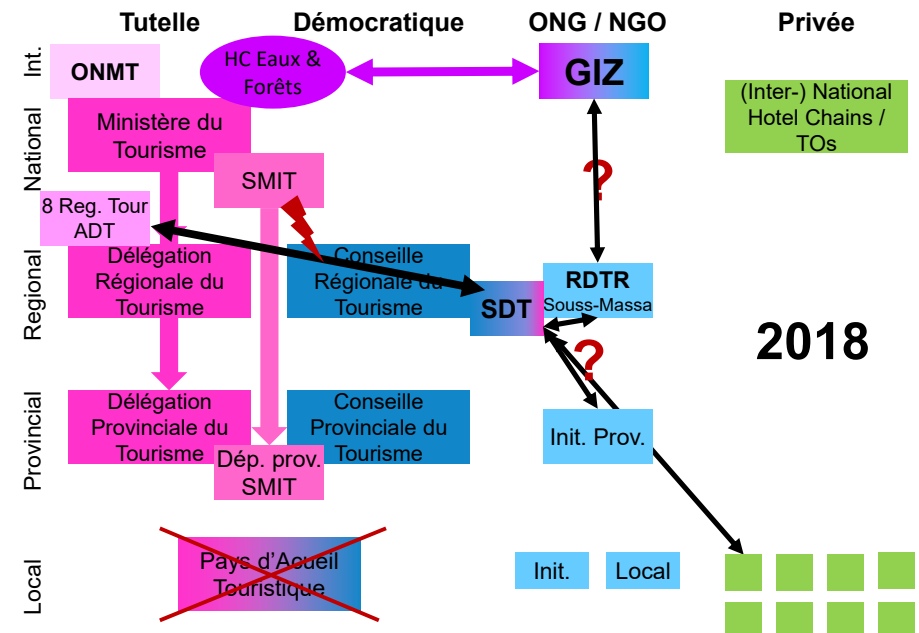 Tutelle
Démocratique
ONG / NGO
Privée
Int.
ONMT
HC Eaux &
Forêts
GIZ
(Inter-) National
Hotel Chains /
TOs
National
Ministère du
Tourisme
SMIT
?
8 Reg. Tour
ADT
Regional
Délégation
Régionale du
Tourisme
Conseille
Régionale du
Tourisme
SDT
RDTR
Souss-Massa
2018
?
Provincial
Délégation
Provinciale du
Tourisme
Dép. prov.
SMIT
Conseille
Provinciale du
Tourisme
Init. Prov.
Local
Pays d’Acueil
Touristique
Init.
Local